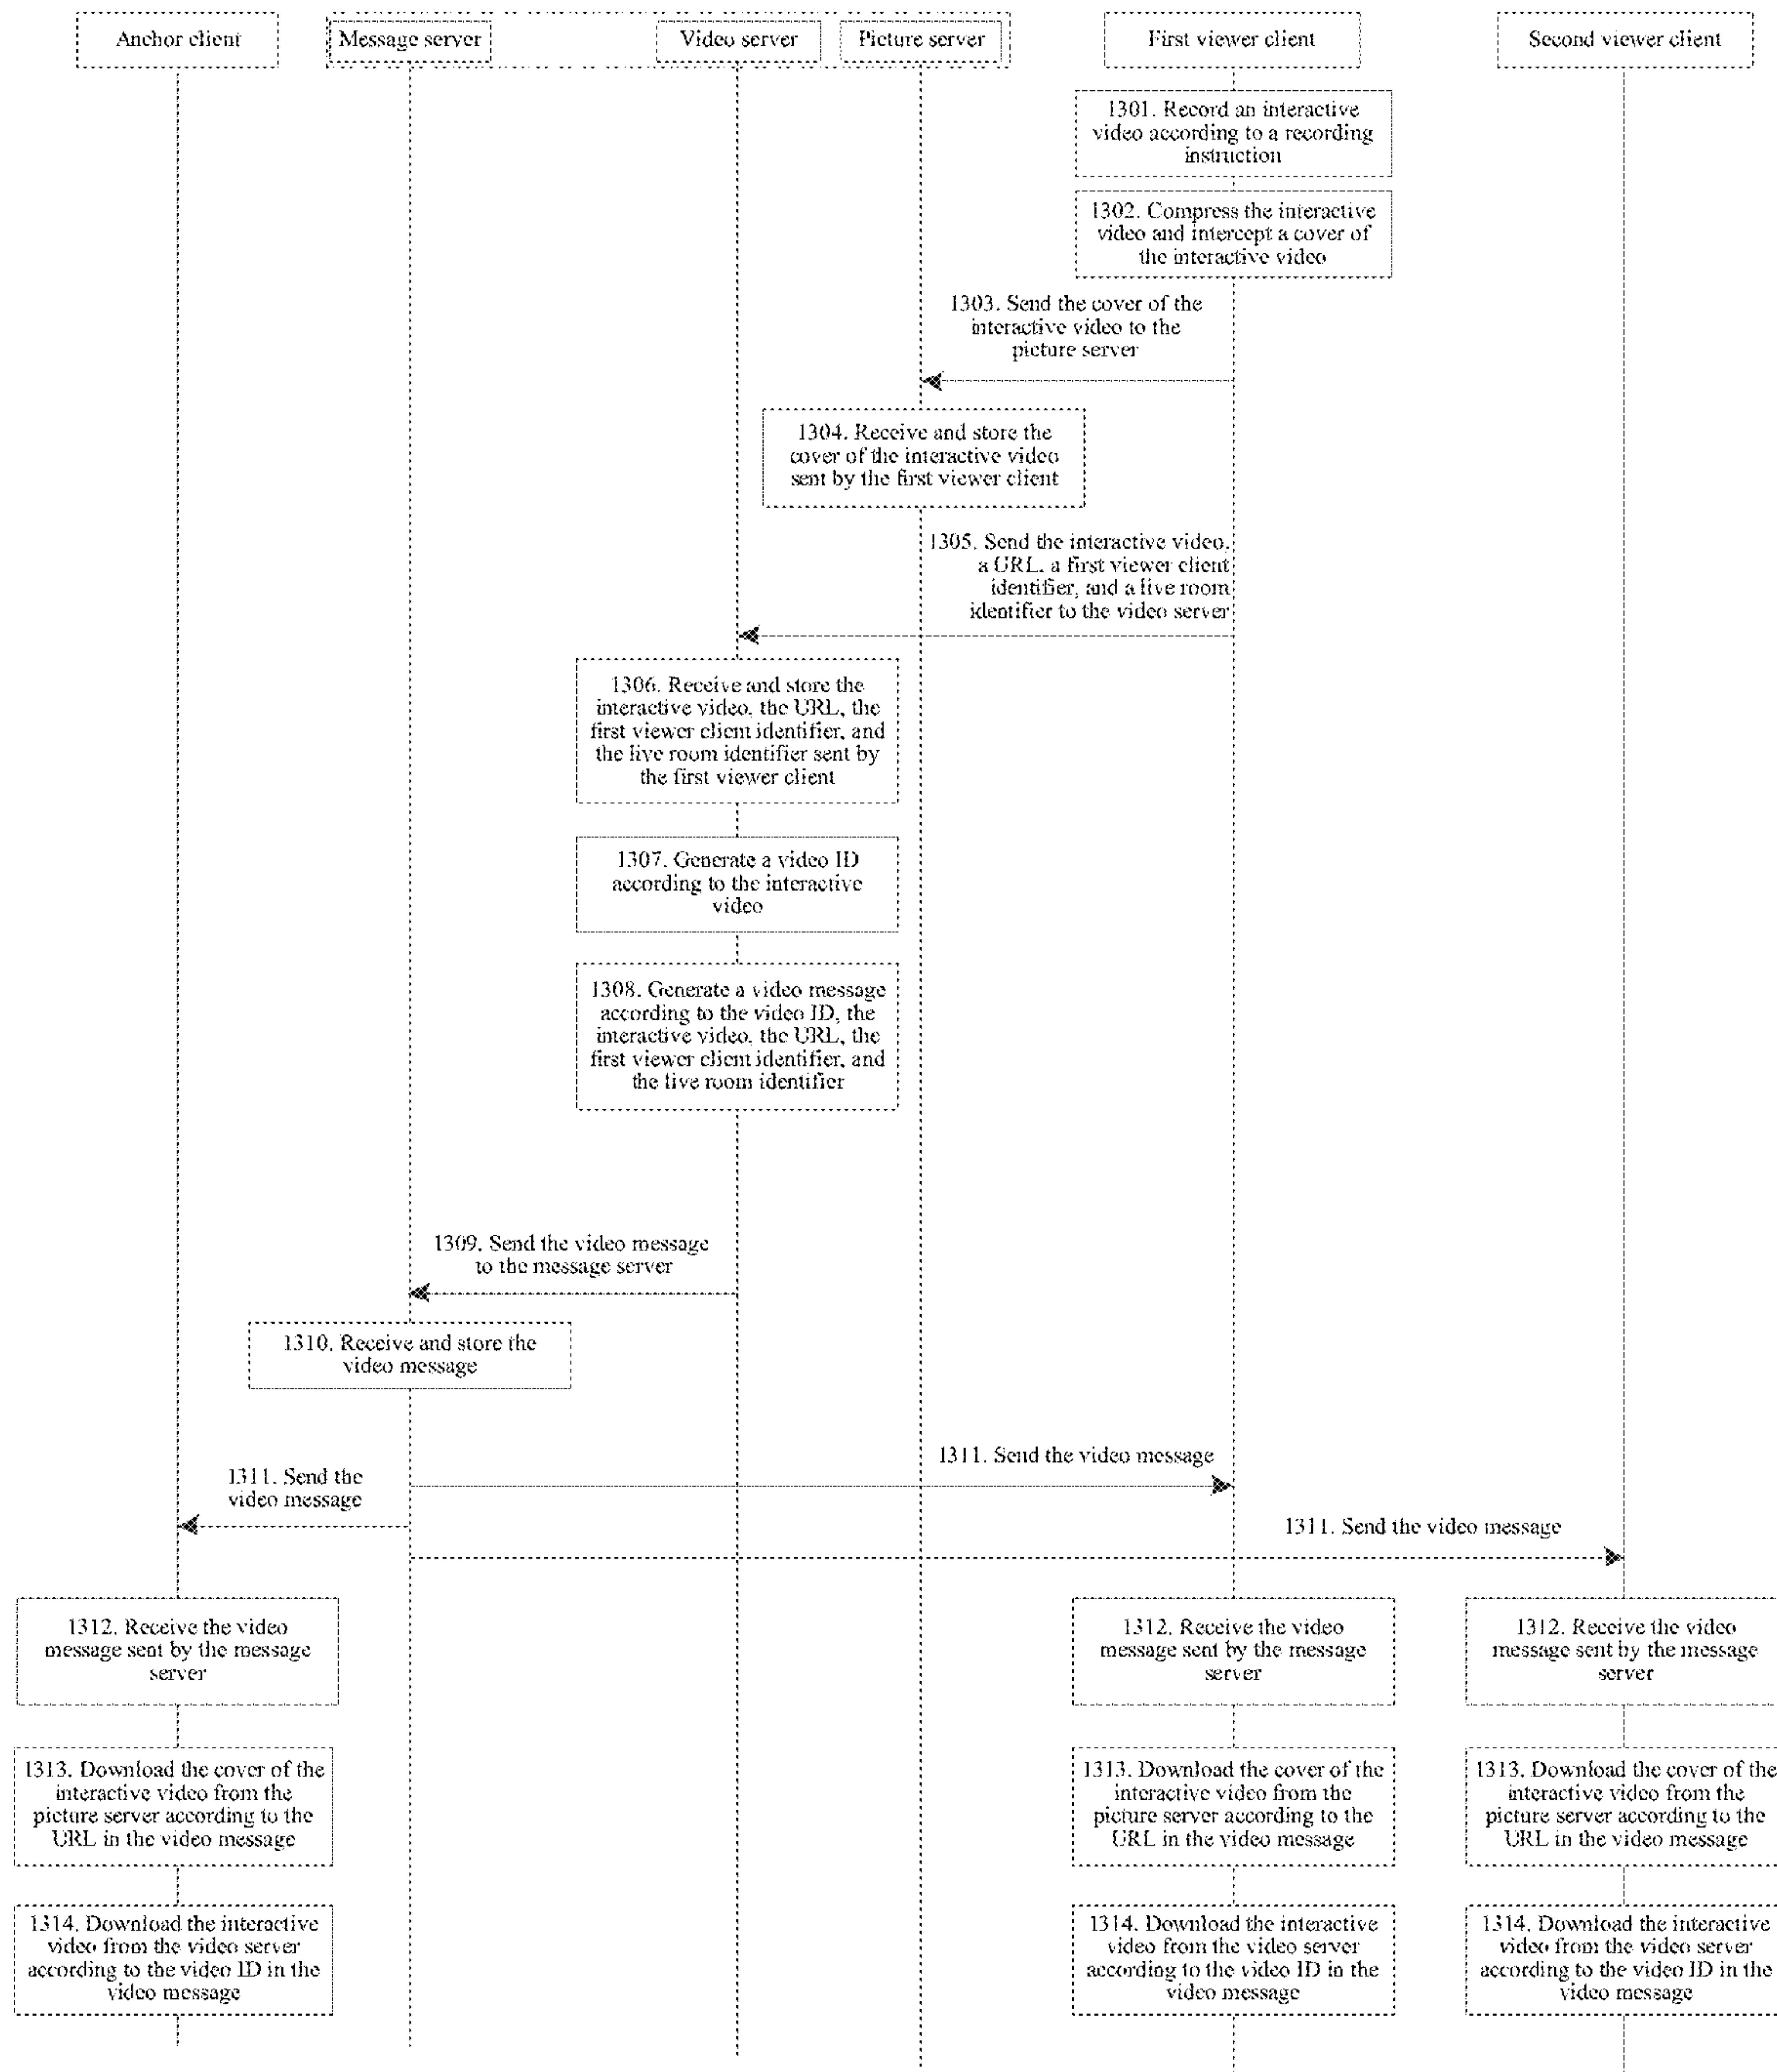 Anchor client
Message server
Video server
Picture server
First viewer client
Second viewer client
1301. Record an interactive
video according to a recording
instruction
1302. Compress the interactive
video and intercept a cover of
the interactive video
1303. Send the cover of the
interactive video to the
picture server
1304. Receive and store the
cover of the interactive video
sent by the first viewer client
1305. Send the interactive video,
a URL, a first viewer client
identifier, and a live room
identifier to the video server
1306. Receive and store the
interactive video, the URL, the
first viewer client identifier, and
the live room identifier sent by
the first viewer client
1307. Generate a video ID
according to the interactive
video
1308. Generate a video message
according to the video ID, the
interactive video, the URL, the
first viewer client identifier, and
the live room identifier
1309. Send the video message
to the message server
1310. Receive and store the
video message
1311. Send the video message
1311. Send the
video message
1311. Send the video message
1312. Receive the video
message sent by the message
server
1312. Receive the video
message sent by the message
server
1312. Receive the video
message sent by the message
server
1313. Download the cover of the
interactive video from the
picture server according to the
URL in the video message
1313. Download the cover of the
interactive video from the
picture server according to the
URL in the video message
1313. Download the cover of the
interactive video from the
picture server according to the
URL in the video message
1314. Download the interactive
video from the video server
according to the video ID in the
video message
1314. Download the interactive
video from the video server
according to the video ID in the
video message
1314. Download the interactive
video from the video server
according to the video ID in the
video message